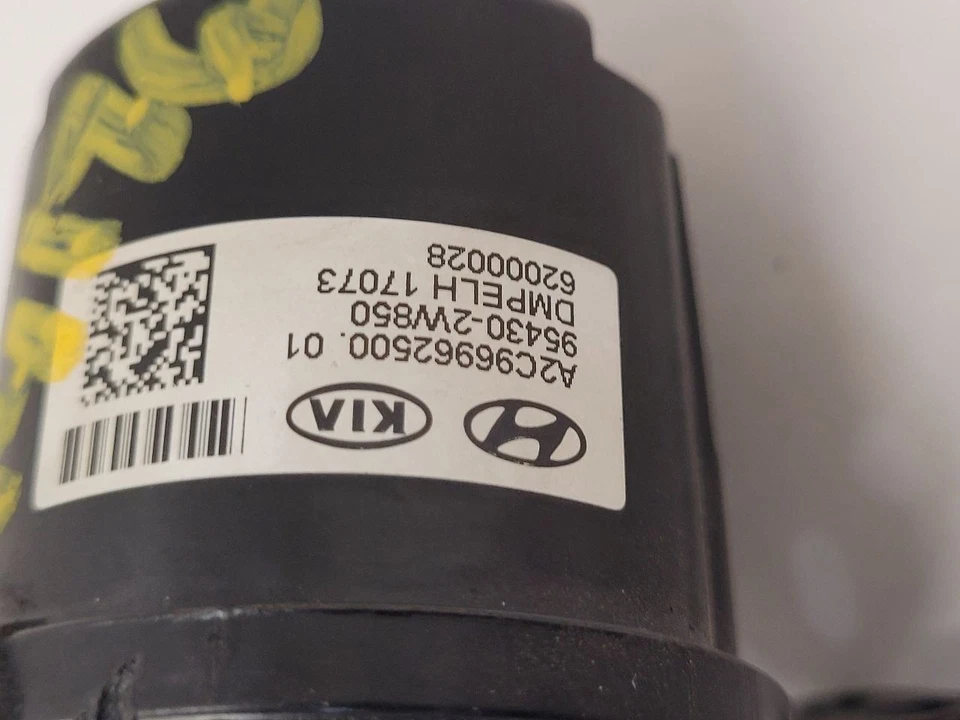 KIA
A2C96962500. 01
95430-2W850
DMPELH 17073
62000028